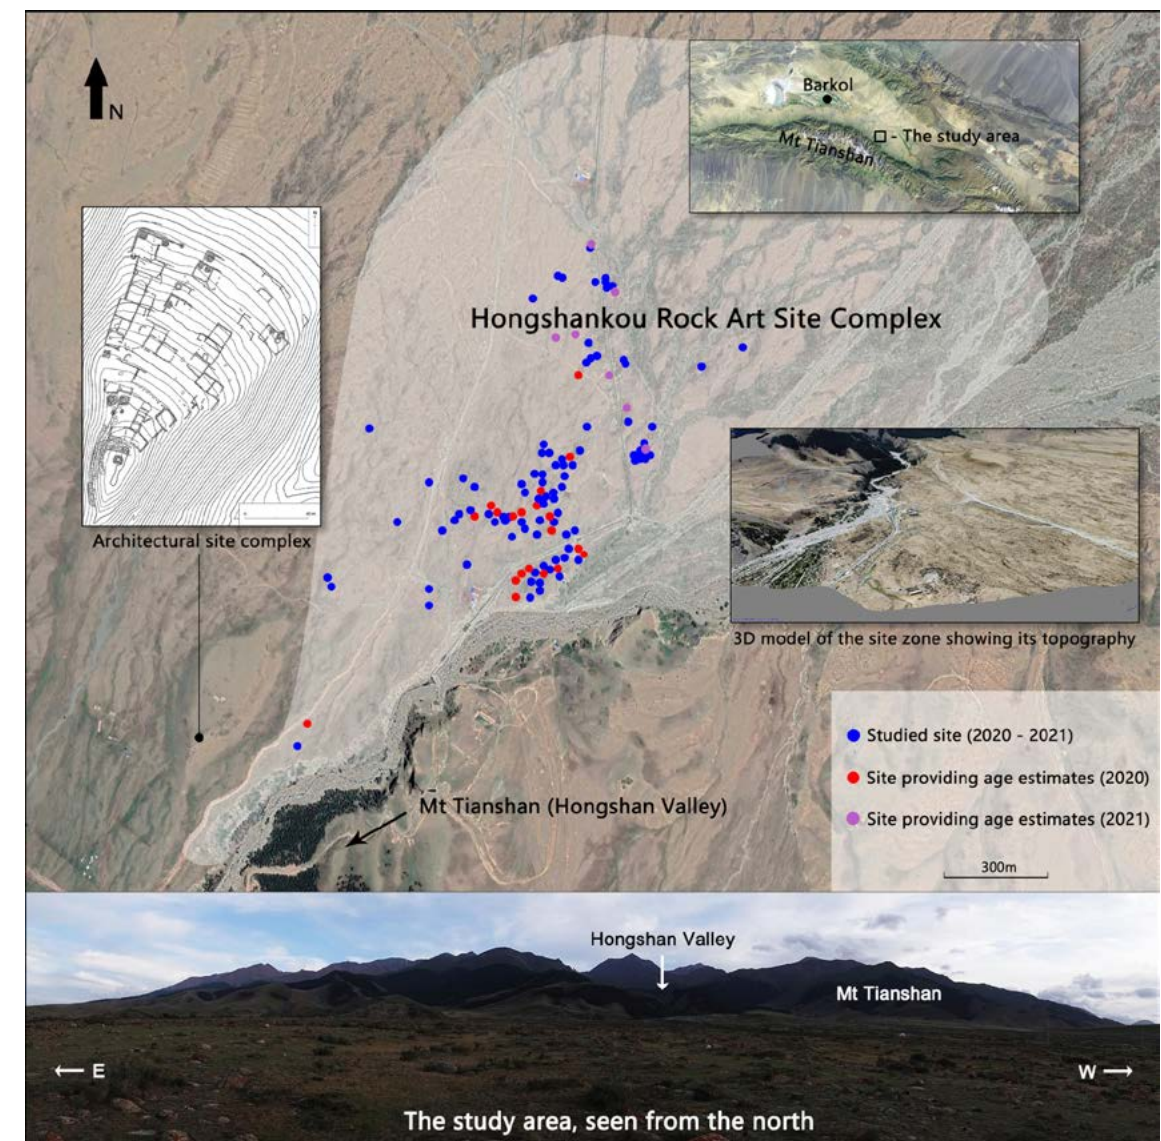 N
Barkol
- The study area
Mt Tianshan
Hongshankou Rock Art Site Complex
Architectural site complex
3D model of the site zone showing its topography
Studied site (2020 - 2021)
Site providing age estimates (2020)
Site providing age estimates (2021)
Mt Tianshan (Hongshan Valley)
300m
Hongshan Valley
Mt Tianshan
E
W
The study area, seen from the north